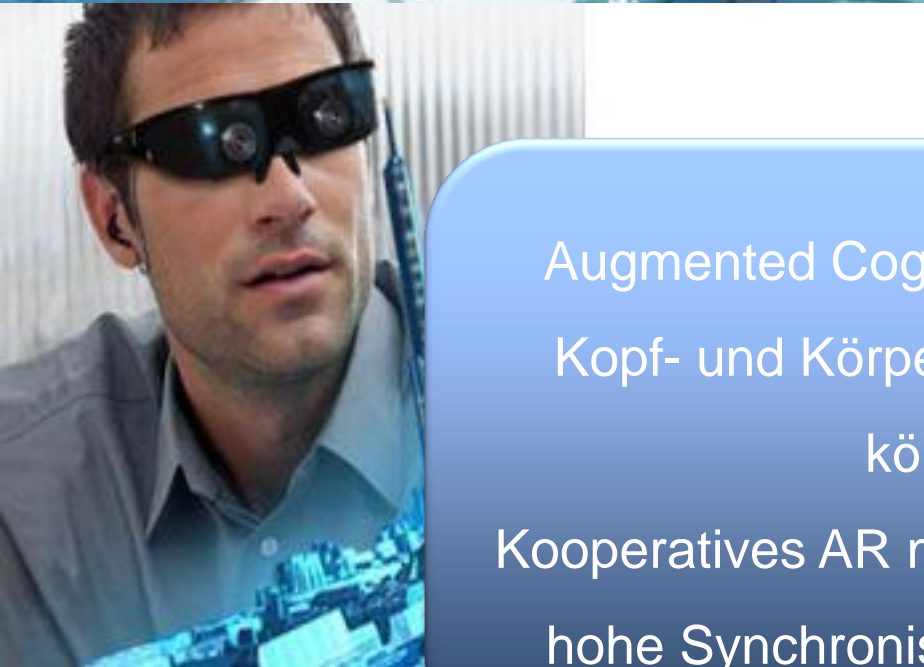 Augmented Cog
Kopf- und Körpe
kö
Kooperatives AR
hohe Synchronis